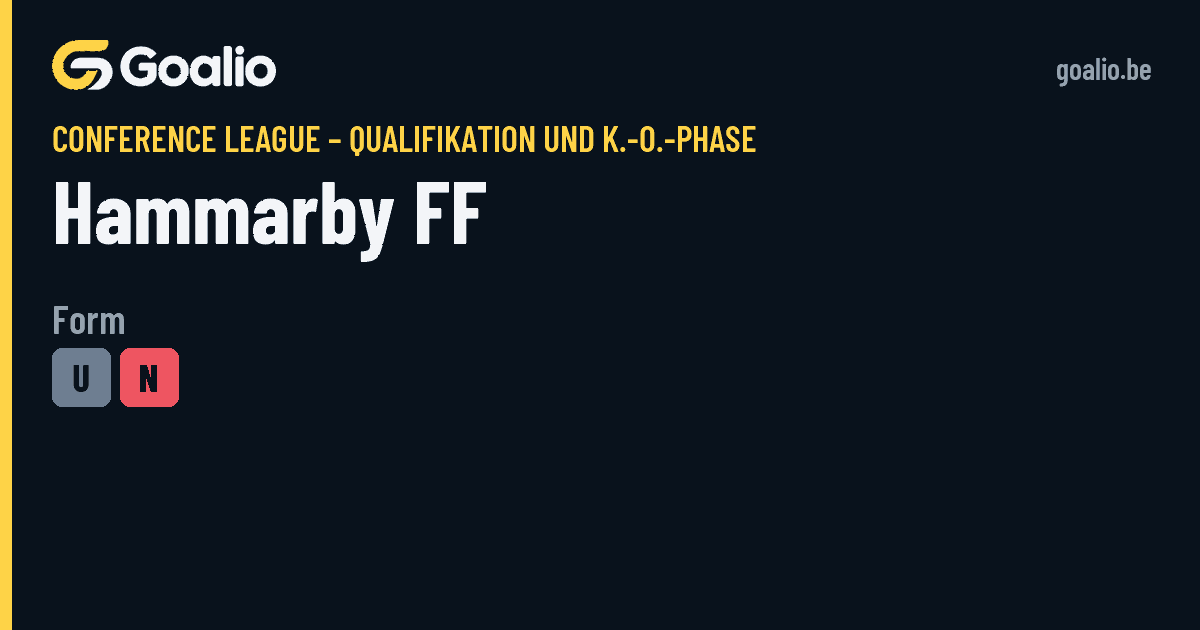 Goalio
goalio.be
CONFERENCE LEAGUE – QUALIFIKATION UND K.-O.-PHASE
Hammarby FF
Form
U N